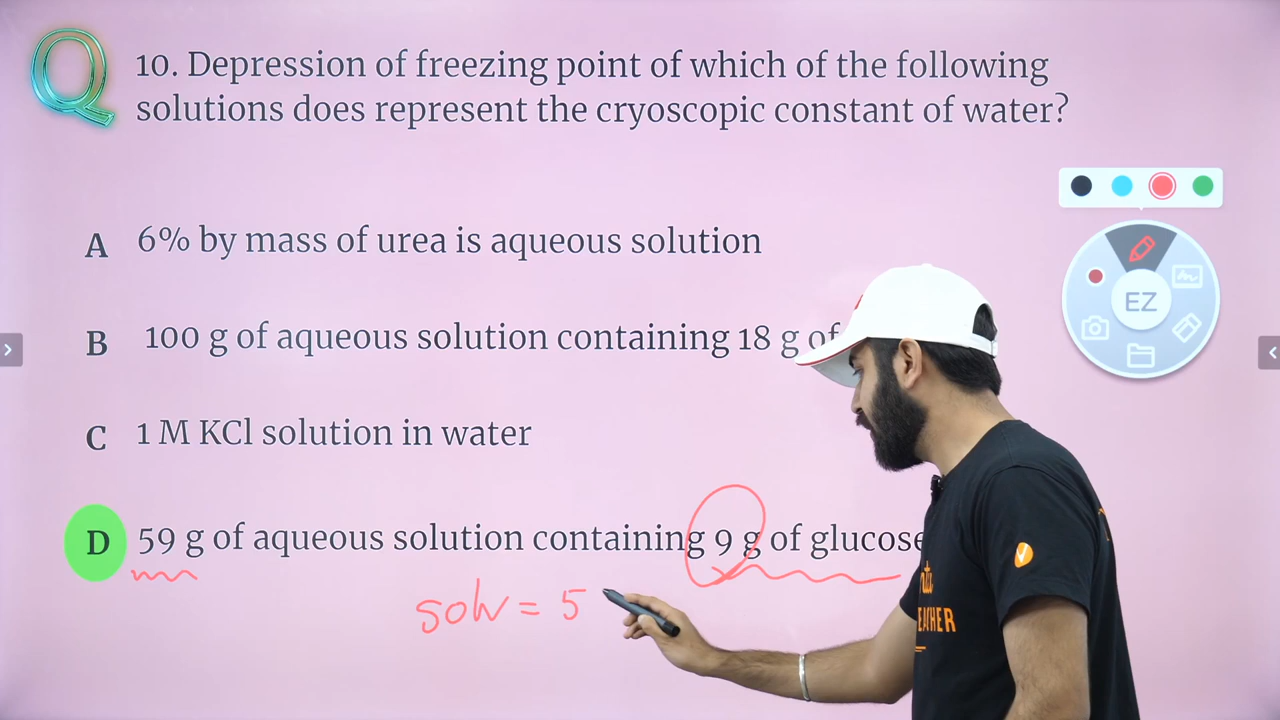 Q
10. Depression of freezing point of which of the following
solutions does represent the cryoscopic constant of water?
A 6% by mass of urea is aqueous solution
B 100 g of aqueous solution containing 18 g of
C 1 M KCl solution in water
D 59 g of aqueous solution containing 9 g of glucose
solv = 5
EZ